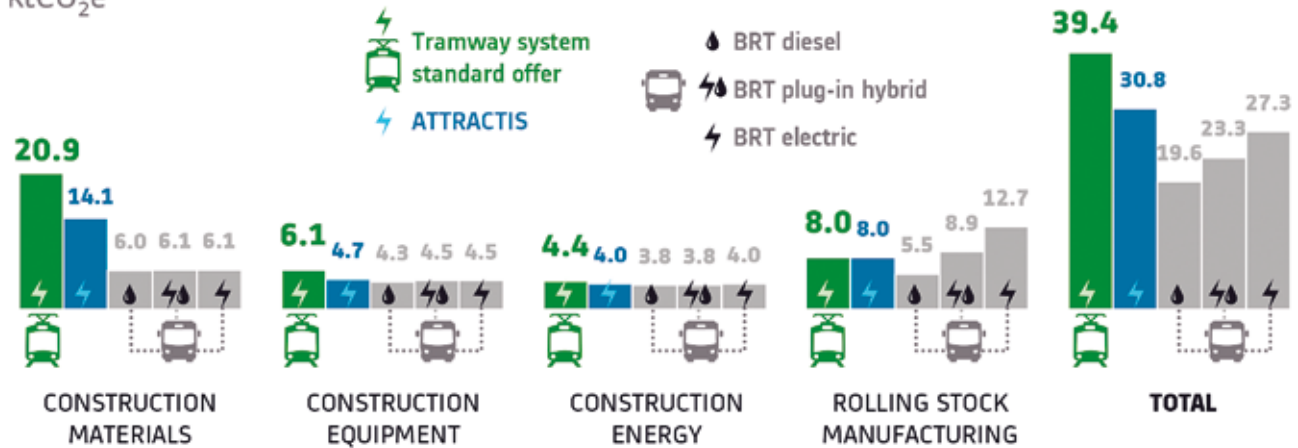 ktCO₂e
Tramway system
standard offer
ATTRACTIS
BRT diesel
BRT plug-in hybrid
BRT electric
20.9
14.1
6.0
6.1
6.1
6.1
4.7
4.3
4.5
4.5
4.4
4.0
3.8
3.8
4.0
8.0
8.0
5.5
8.9
12.7
39.4
30.8
19.6
23.3
27.3
CONSTRUCTION
MATERIALS
CONSTRUCTION
EQUIPMENT
CONSTRUCTION
ENERGY
ROLLING STOCK
MANUFACTURING
TOTAL